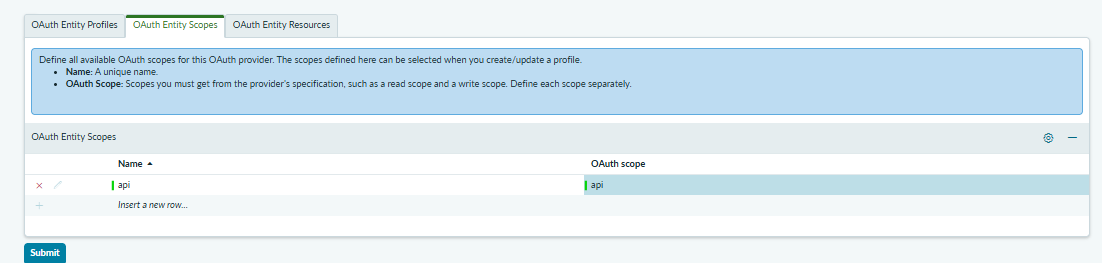 OAuth Entity Profiles
OAuth Entity Scopes
OAuth Entity Resources
Define all available OAuth scopes for this OAuth provider. The scopes defined here can be selected when you create/update a profile.
• Name: A unique name.
• OAuth Scope: Scopes you must get from the provider's specification, such as a read scope and a write scope. Define each scope separately.
OAuth Entity Scopes
Name OAuth scope
api api
Insert a new row...
Submit